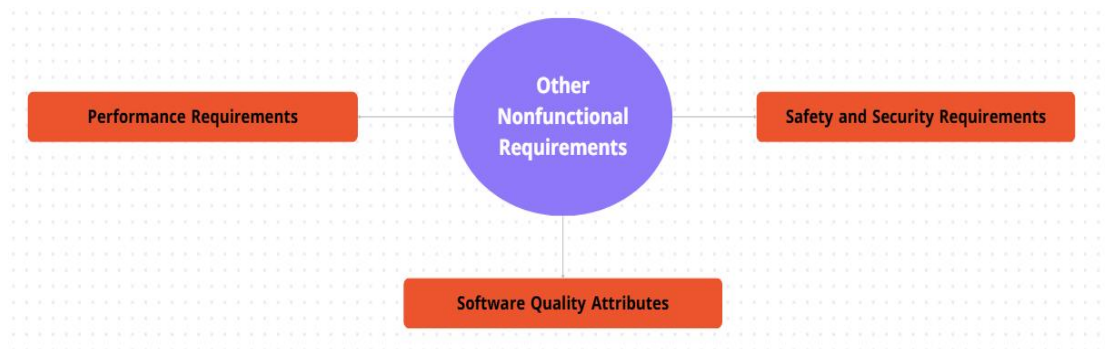 Other
Nonfunctional
Requirements
Performance Requirements
Safety and Security Requirements
Software Quality Attributes